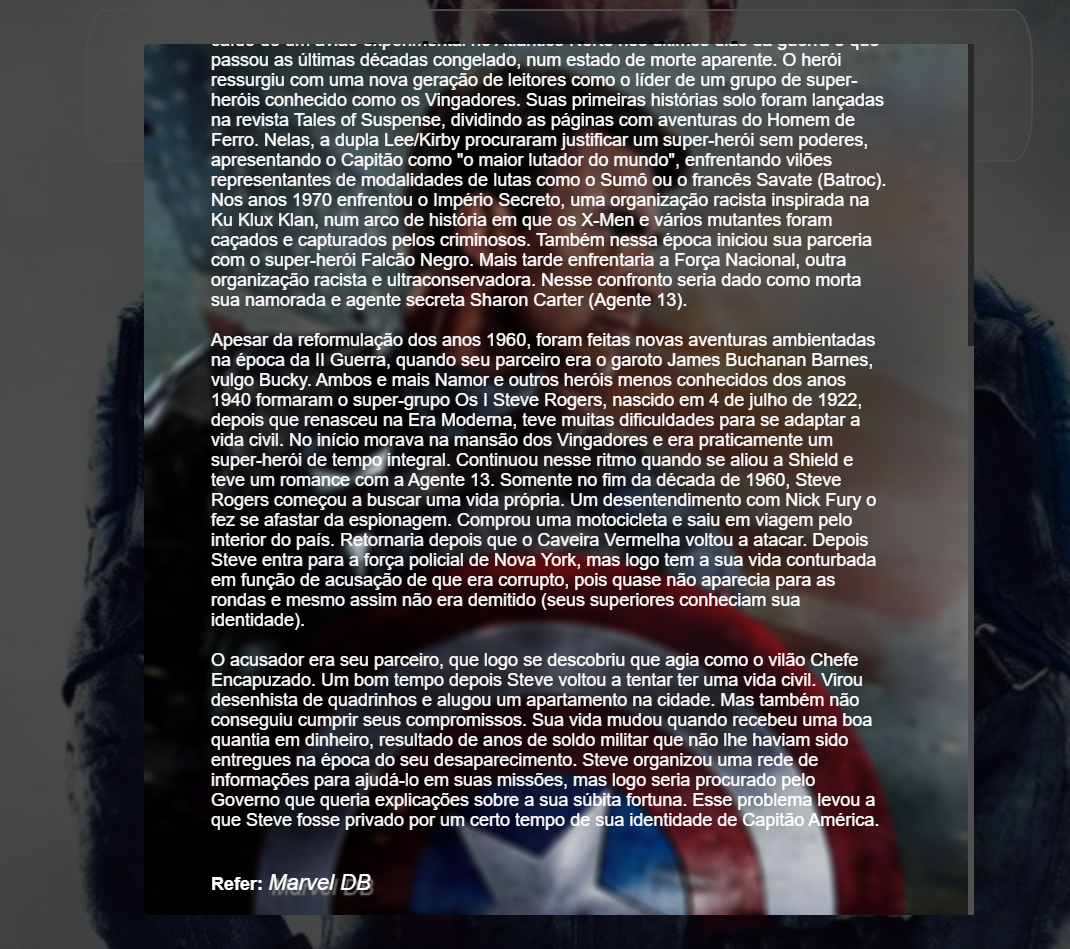 passou as últimas décadas congelado, num estado de morte aparente. O herói
ressurgiu com uma nova geração de leitores como o líder de um grupo de super-
heróis conhecido como os Vingadores. Suas primeiras histórias solo foram lançadas
na revista Tales of Suspense, dividindo as páginas com aventuras do Homem de
Ferro. Nelas, a dupla Lee/Kirby procuraram justificar um super-herói sem poderes,
apresentando o Capitão como "o maior lutador do mundo", enfrentando vilões
representantes de modalidades de lutas como o Sumô ou o francês Savate (Batroc).
Nos anos 1970 enfrentou o Império Secreto, uma organização racista inspirada na
Ku Klux Klan, num arco de história em que os X-Men e vários mutantes foram
caçados e capturados pelos criminosos. Também nessa época iniciou sua parceria
com o super-herói Falcão Negro. Mais tarde enfrentaria a Força Nacional, outra
organização racista e ultraconservadora. Nesse confronto seria dado como morta
sua namorada e agente secreta Sharon Carter (Agente 13).
Apesar da reformulação dos anos 1960, foram feitas novas aventuras ambientadas
na época da II Guerra, quando seu parceiro era o garoto James Buchanan Barnes,
vulgo Bucky. Ambos e mais Namor e outros heróis menos conhecidos dos anos
1940 formaram o super-grupo Os I Steve Rogers, nascido em 4 de julho de 1922,
depois que renasceu na Era Moderna, teve muitas dificuldades para se adaptar a
vida civil. No início morava na mansão dos Vingadores e era praticamente um
super-herói de tempo integral. Continuou nesse ritmo quando se aliou a Shield e
teve um romance com a Agente 13. Somente no fim da década de 1960, Steve
Rogers começou a buscar uma vida própria. Um desentendimento com Nick Fury o
fez se afastar da espionagem. Comprou uma motocicleta e saiu em viagem pelo
interior do país. Retornaria depois que o Caveira Vermelha voltou a atacar. Depois
Steve entra para a força policial de Nova York, mas logo tem a sua vida conturbada
em função de acusação de que era corrupto, pois quase não aparecia para as
rondas e mesmo assim não era demitido (seus superiores conheciam sua
identidade).
O acusador era seu parceiro, que logo se descobriu que agia como o vilão Chefe
Encapuzado. Um bom tempo depois Steve voltou a tentar ter uma vida civil. Virou
desenhista de quadrinhos e alugou um apartamento na cidade. Mas também não
conseguiu cumprir seus compromissos. Sua vida mudou quando recebeu uma boa
quantia em dinheiro, resultado de anos de soldo militar que não lhe haviam sido
entregues na época do seu desaparecimento. Steve organizou uma rede de
informações para ajudá-lo em suas missões, mas logo seria procurado pelo
Governo que queria explicações sobre a sua súbita fortuna. Esse problema levou a
que Steve fosse privado por um certo tempo de sua identidade de Capitão América.
Refer: Marvel DB